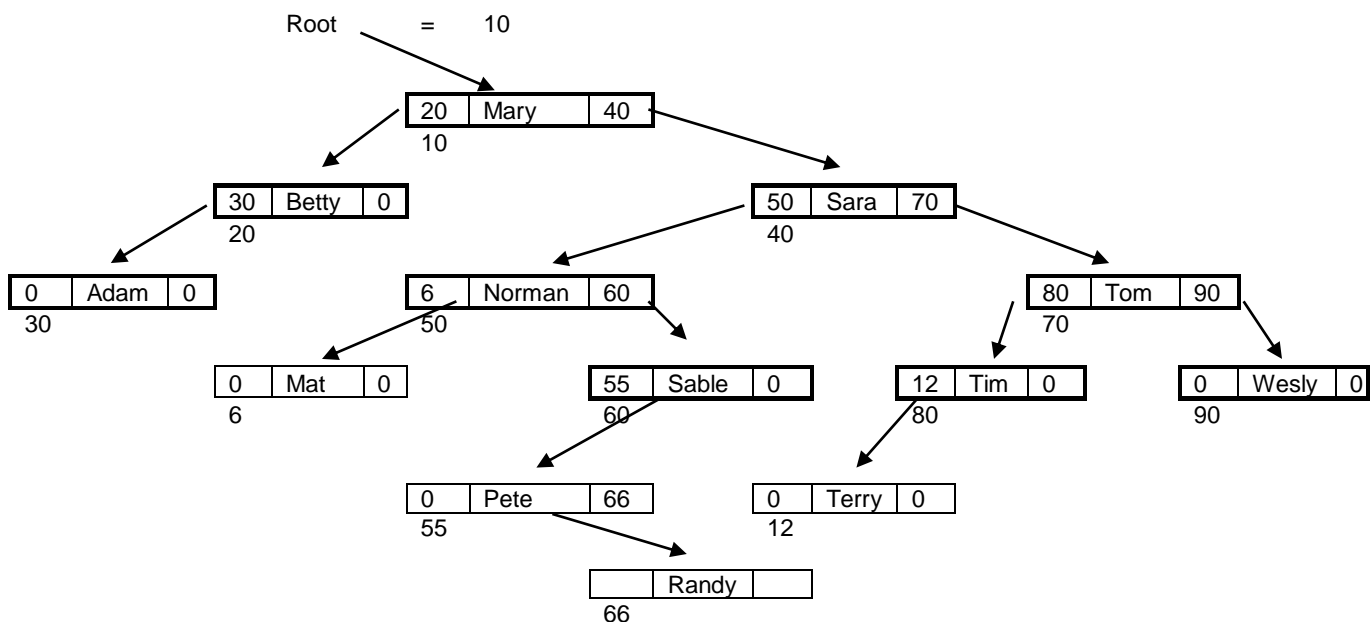 Root = 10
20 Mary 40
10
30 Betty 0
50 Sara 70
20
40
0 Adam 0
6 Norman 60
80 Tom 90
30
50
70
0 Mat 0
55 Sable 0
12 Tim 0
0 Wesly 0
6
60
80
90
0 Pete 66
0 Terry 0
55
12
Randy
66